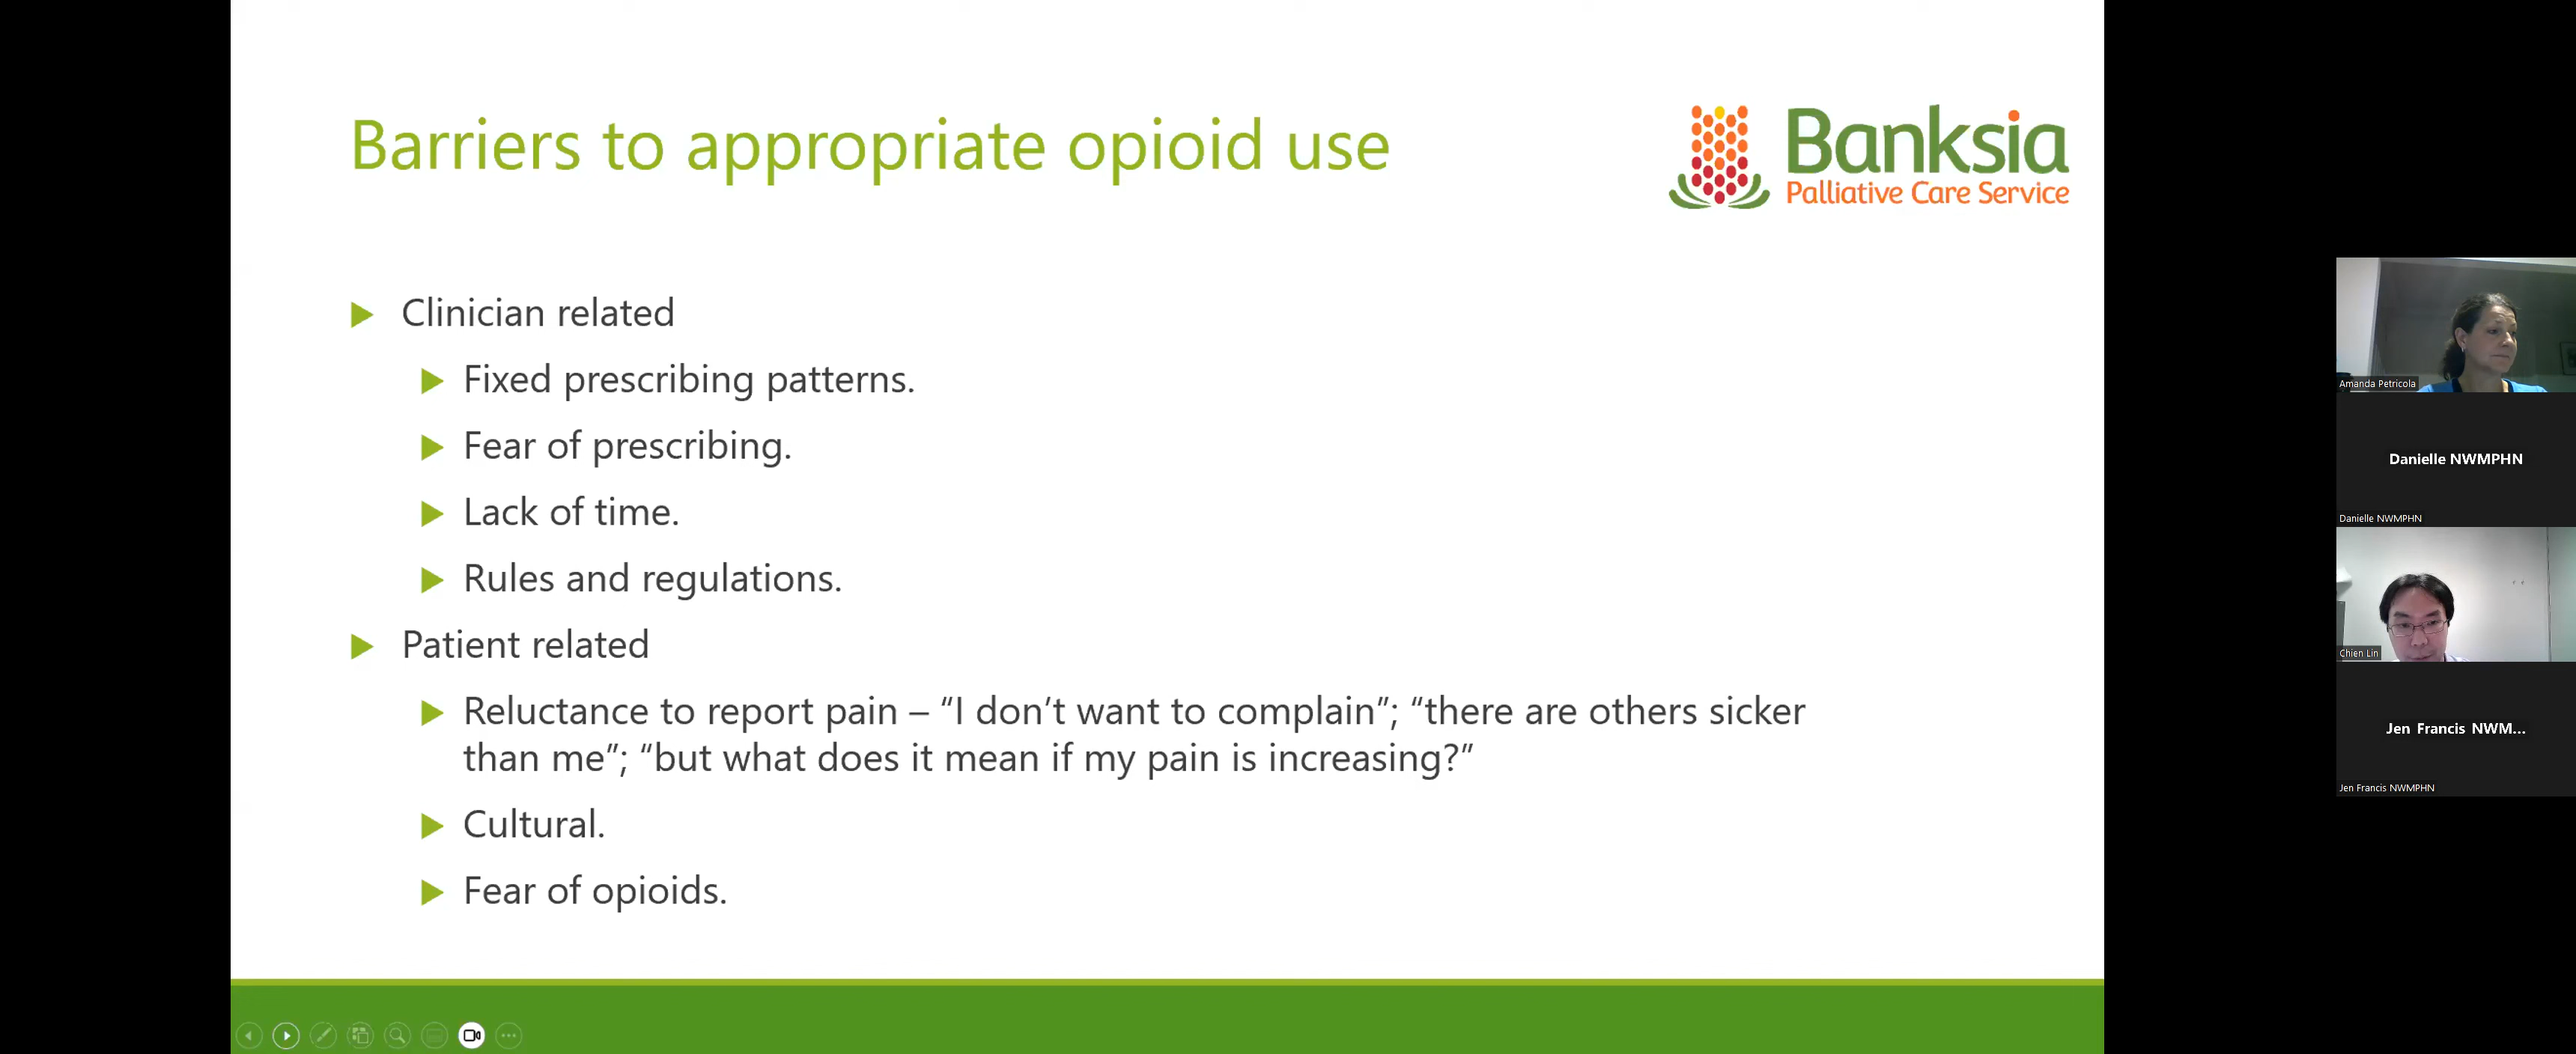 Barriers to appropriate opioid use
Banksia
Palliative Care Service
Clinician related
Fixed prescribing patterns.
Fear of prescribing.
Lack of time.
Rules and regulations.
Patient related
Reluctance to report pain – “I don’t want to complain”; “there are others sicker
than me”; “but what does it mean if my pain is increasing?”
Cultural.
Fear of opioids.
Amanda Petricola
Danielle NWMPHN
Danielle NWMPHN
Chien Lin
Jen Francis NWM...
Jen Francis NWMPHN